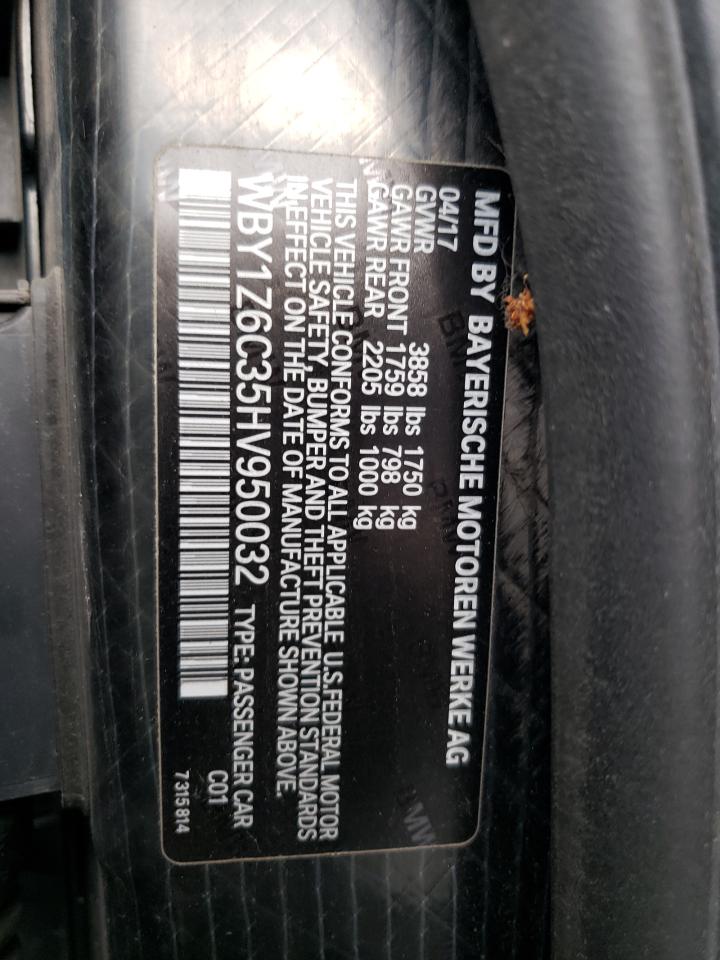 MFD BY BAYERISCHE MOTOREN WERKE AG
04/17
GVWR 3858 lbs 1750 kg
GAWR FRONT 1759 lbs 798 kg
GAWR REAR 2205 lbs 1000 kg
THIS VEHICLE CONFORMS TO ALL APPLICABLE U.S.FEDERAL MOTOR
VEHICLE SAFETY, BUMPER AND THEFT PREVENTION STANDARDS
IN EFFECT ON THE DATE OF MANUFACTURE SHOWN ABOVE.
WBY1Z6C35HV950032 TYPE: PASSENGER CAR
C01
7315814
BMW
BMW